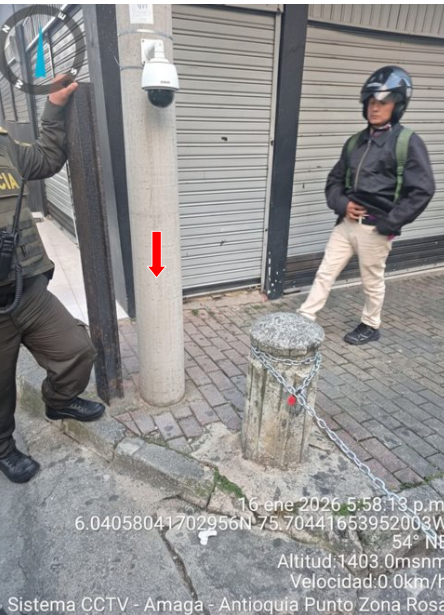 CIA
16 ene 2026 5:58:13 p.m.
6.04058041702956N 75.70441653952003W
54° NE
Altitud:1403.0msnm
Velocidad:0.0km/h
Sistema CCTV - Amaga - Antioquia Punto Zona Rosa